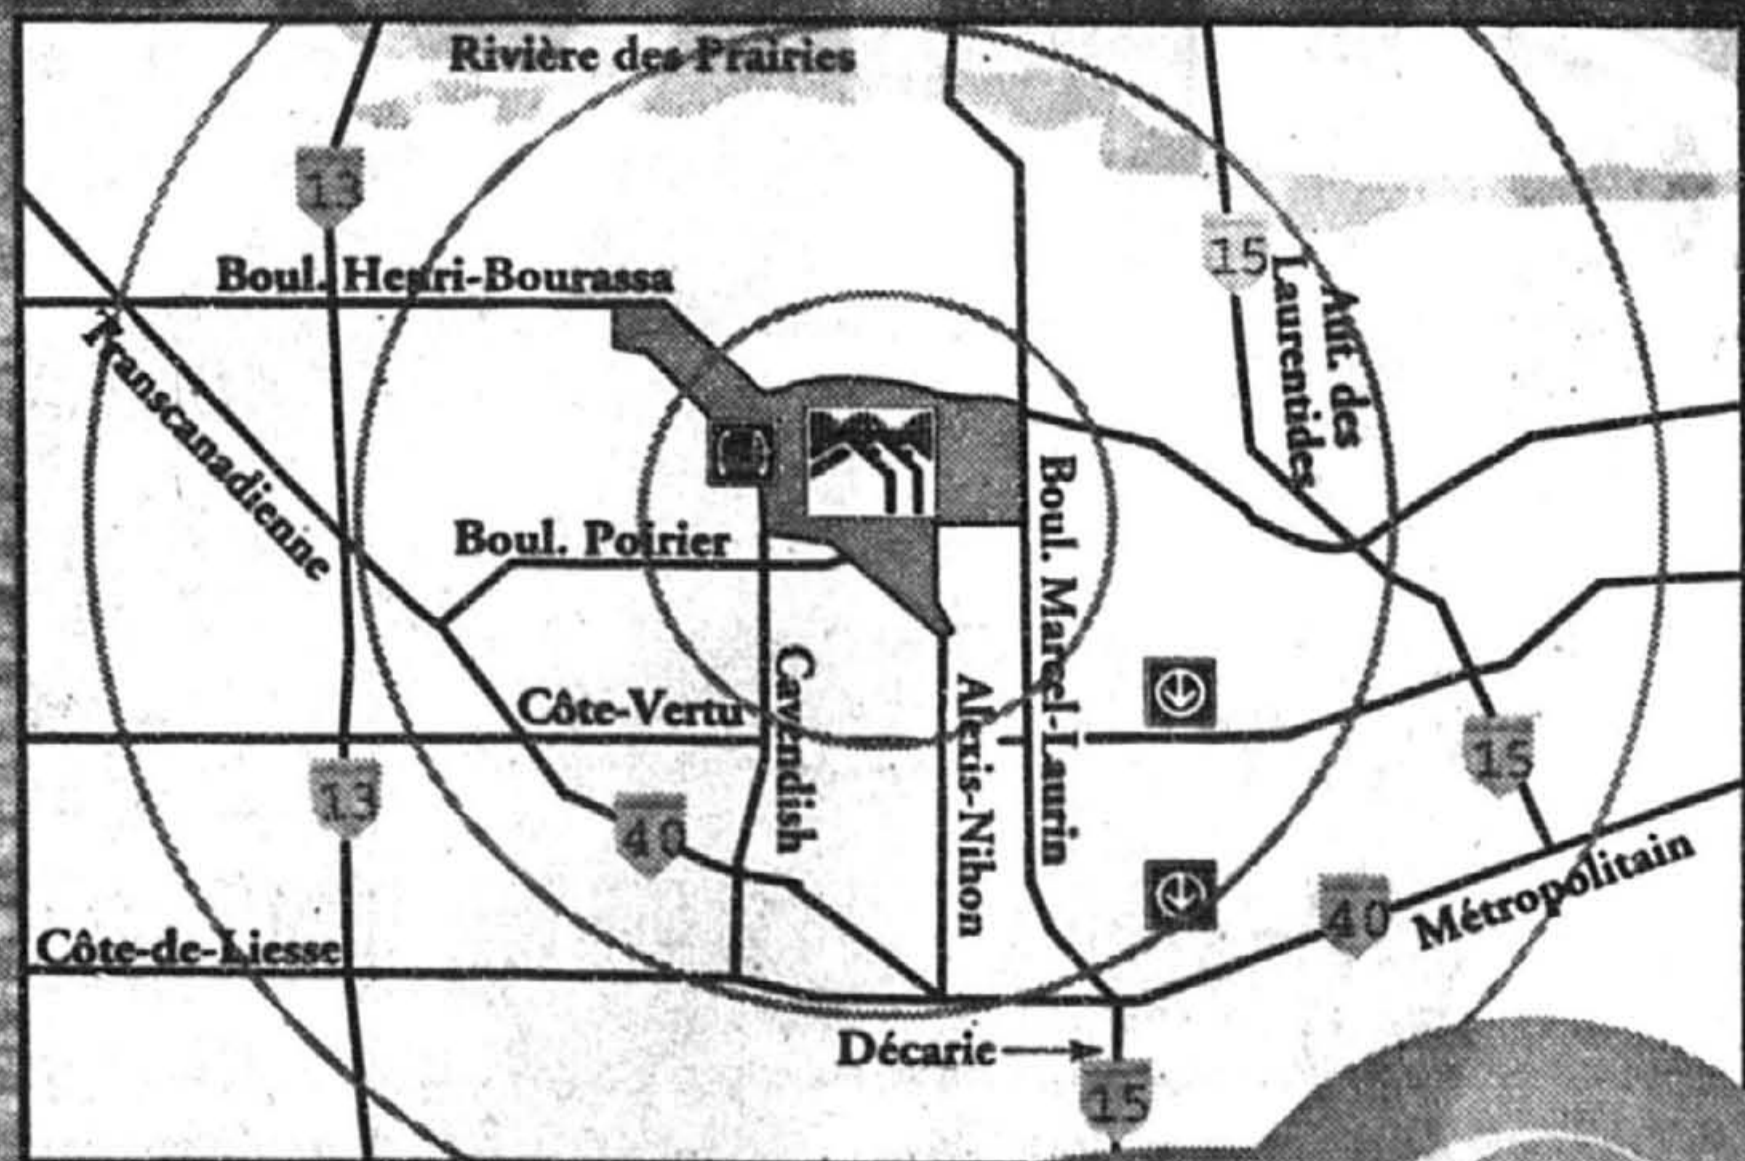 Rivière des Prairies
13
15
Aut. des
Laurentides
Boul. Henri-Bourassa
Transcanadienne
Boul. Poirier
Boul. Marcel-Laurin
Côte-Vertu
Cavendish
Alexis-Nihon
15
13
40
40
Métropolitain
Côte-de-Liesse
Décarie
15